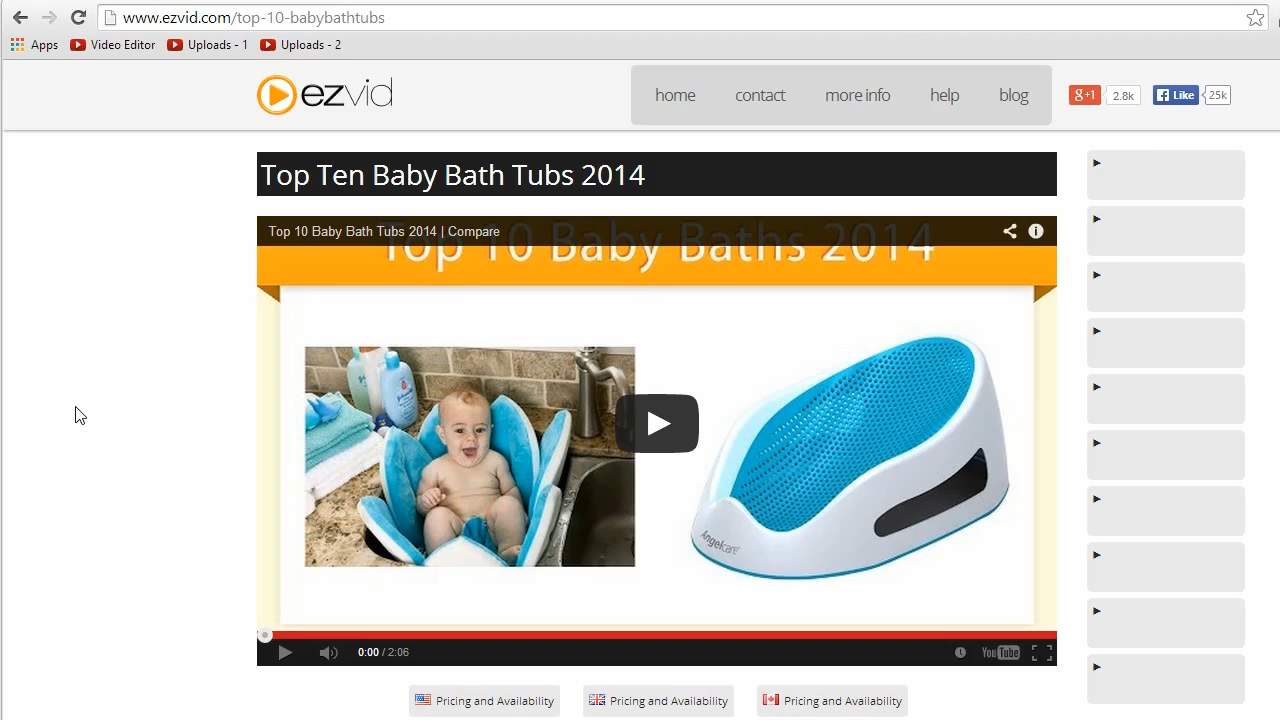 www.ezvid.com/top-10-babybathtubs
Apps Video Editor Uploads - 1 Uploads - 2
ezvid
home contact more info help blog
g+1 2.8k Like 25k
Top Ten Baby Bath Tubs 2014
Top 10 Baby Bath Tubs 2014 | Compare
Top 10 Baby Baths 2014
Angelcare
0:00 / 2:06
YouTube
Pricing and Availability Pricing and Availability Pricing and Availability